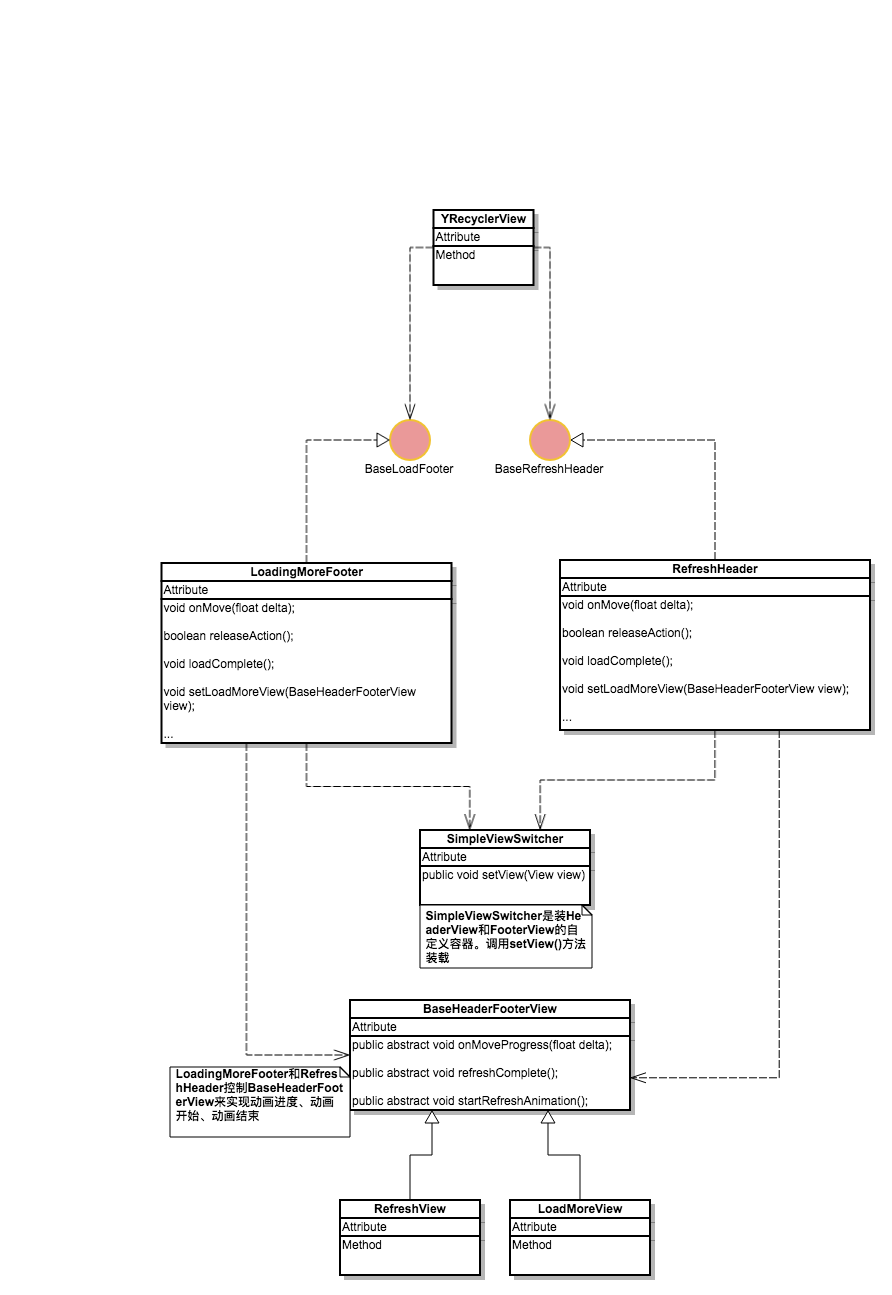 YRecyclerView
Attribute
Method
BaseLoadFooter
BaseRefreshHeader
LoadingMoreFooter
Attribute
void onMove(float delta);
boolean releaseAction();
void loadComplete();
void setLoadMoreView(BaseHeaderFooterView
view);
...
RefreshHeader
Attribute
void onMove(float delta);
boolean releaseAction();
void loadComplete();
void setLoadMoreView(BaseHeaderFooterView view);
...
SimpleViewSwitcher
Attribute
public void setView(View view)
SimpleViewSwitcher是装He
aderView和FooterView的自
定义容器。调用setView()方法
装载
BaseHeaderFooterView
Attribute
public abstract void onMoveProgress(float delta);
public abstract void refreshComplete();
public abstract void startRefreshAnimation();
LoadingMoreFooter和Refres
hHeader控制BaseHeaderFoot
erView来实现动画进度、动画
开始、动画结束
RefreshView
Attribute
Method
LoadMoreView
Attribute
Method